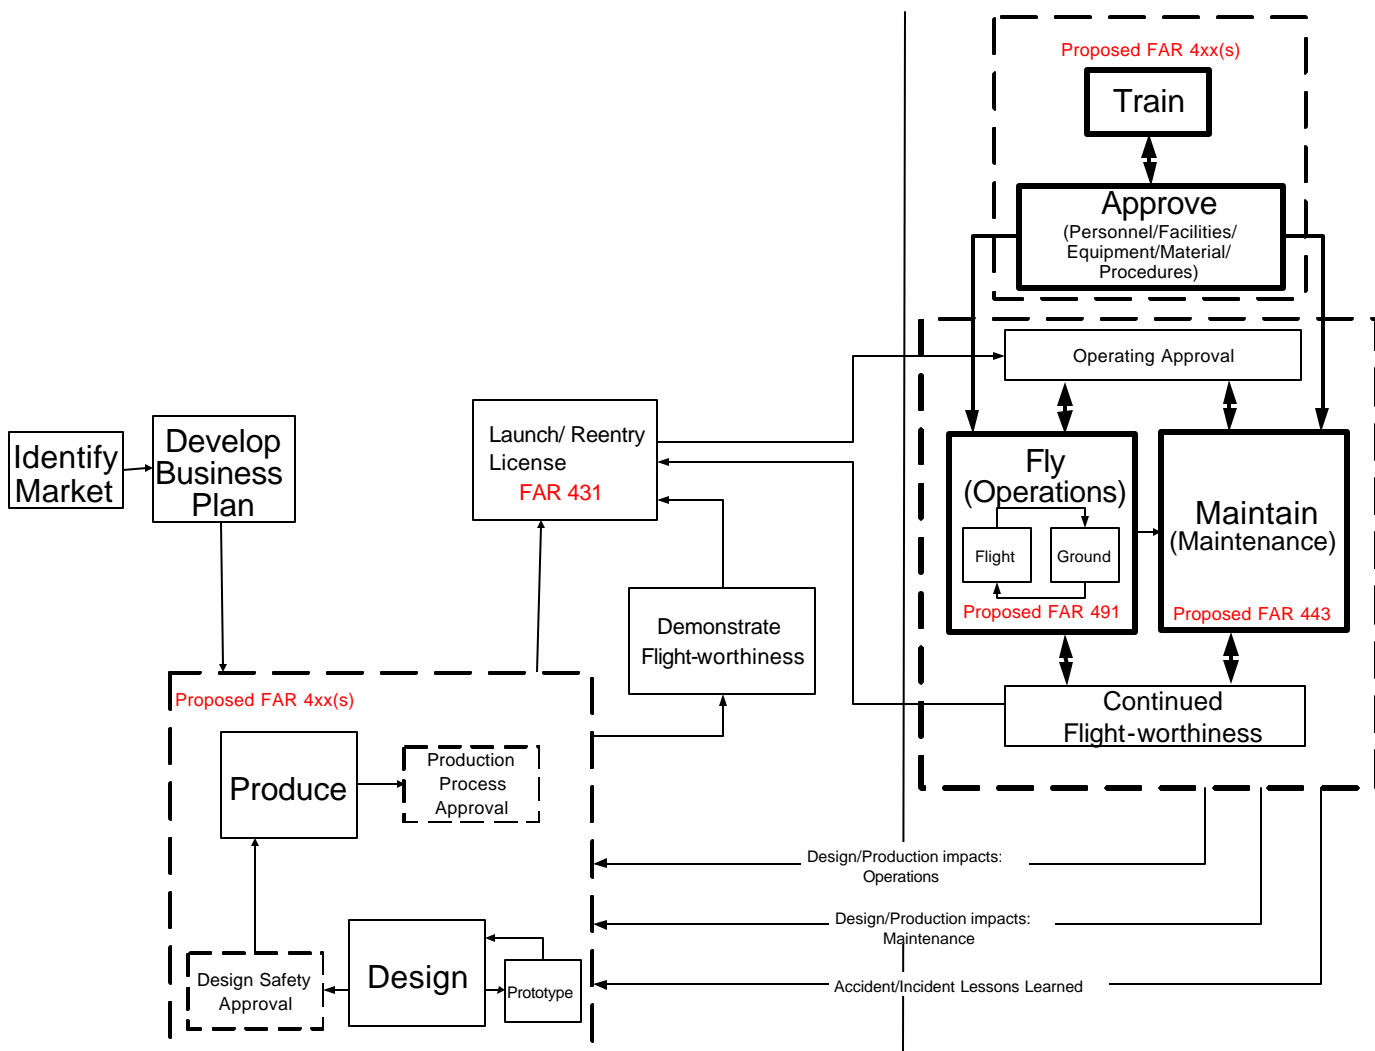 Proposed FAR 4xx(s)
Train
Approve
(Personnel/Facilities/
Equipment/Material/
Procedures)
Operating Approval
Identify
Market
Develop
Business
Plan
Launch/ Reentry
License
FAR 431
Fly
(Operations)
Flight
Ground
Proposed FAR 491
Maintain
(Maintenance)
Proposed FAR 443
Demonstrate
Flight-worthiness
Continued
Flight-worthiness
Proposed FAR 4xx(s)
Produce
Production
Process
Approval
Design/Production impacts:
Operations
Design/Production impacts:
Maintenance
Design Safety
Approval
Design
Prototype
Accident/Incident Lessons Learned